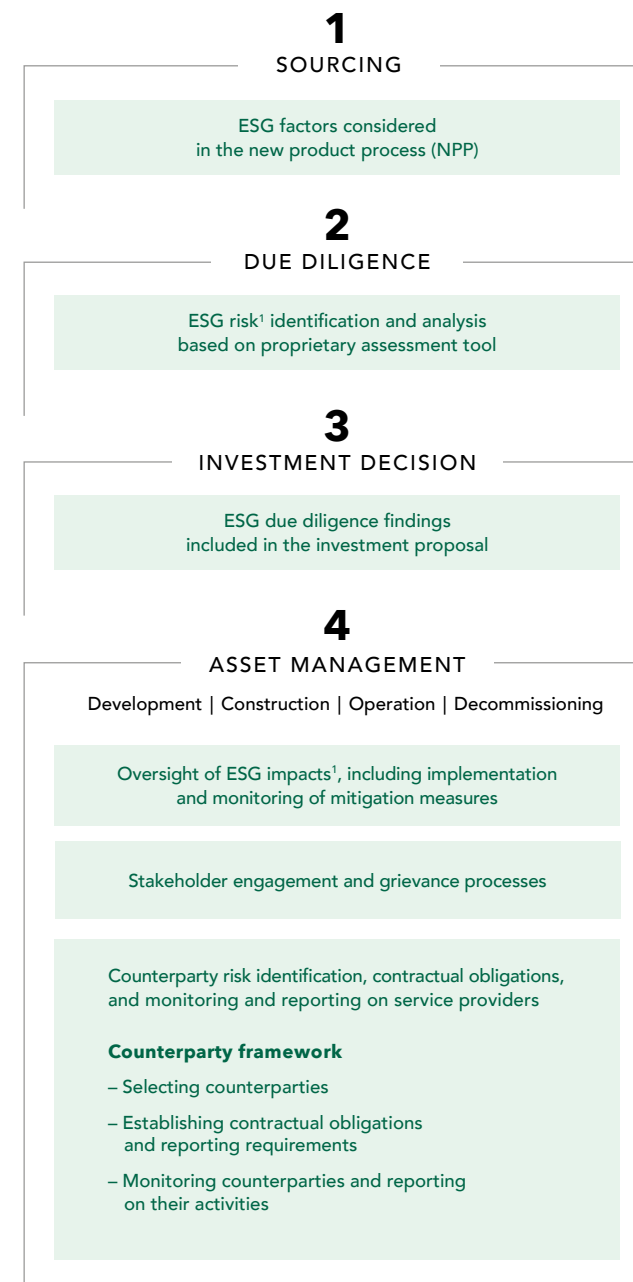 1
SOURCING
ESG factors considered
in the new product process (NPP)
2
DUE DILIGENCE
ESG risk¹ identification and analysis
based on proprietary assessment tool
3
INVESTMENT DECISION
ESG due diligence findings
included in the investment proposal
4
ASSET MANAGEMENT
Development | Construction | Operation | Decommissioning
Oversight of ESG impacts¹, including implementation
and monitoring of mitigation measures
Stakeholder engagement and grievance processes
Counterparty risk identification, contractual obligations,
and monitoring and reporting on service providers
Counterparty framework
– Selecting counterparties
– Establishing contractual obligations
and reporting requirements
– Monitoring counterparties and reporting
on their activities